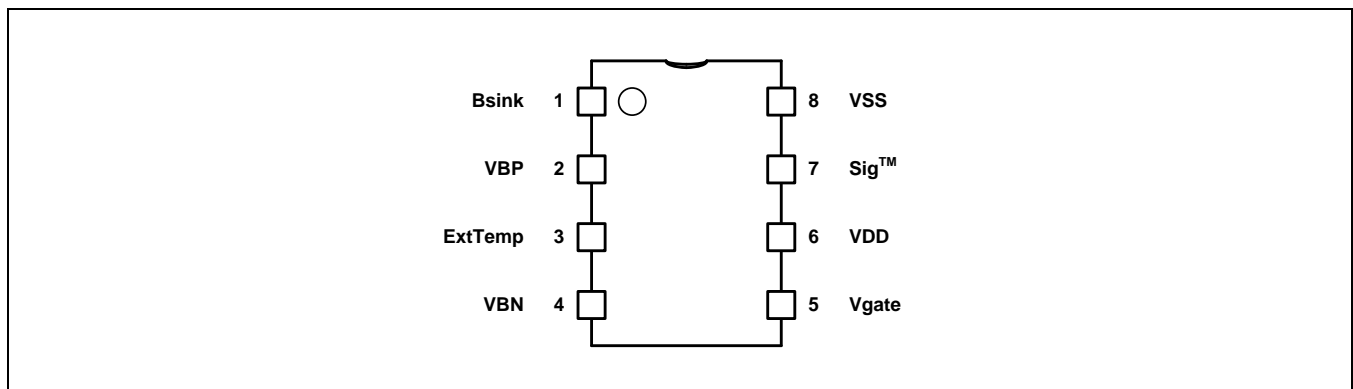 Bsink 1 8 VSS
VBP 2 7 Sig™
ExtTemp 3 6 VDD
VBN 4 5 Vgate